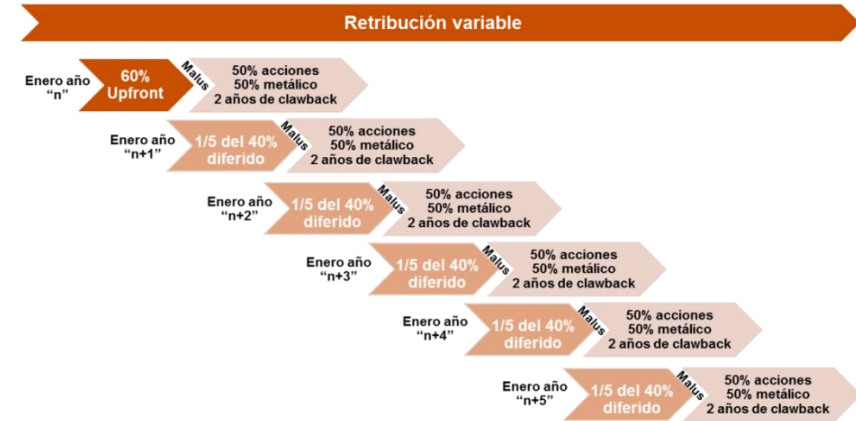 Retribución variable
Enero año
“n”
60%
Upfront
Malus
50% acciones
50% metálico
2 años de clawback
Enero año
“n+1”
1/5 del 40%
diferido
Malus
50% acciones
50% metálico
2 años de clawback
Enero año
“n+2”
1/5 del 40%
diferido
Malus
50% acciones
50% metálico
2 años de clawback
Enero año
“n+3”
1/5 del 40%
diferido
Malus
50% acciones
50% metálico
2 años de clawback
Enero año
“n+4”
1/5 del 40%
diferido
Malus
50% acciones
50% metálico
2 años de clawback
Enero año
“n+5”
1/5 del 40%
diferido
Malus
50% acciones
50% metálico
2 años de clawback